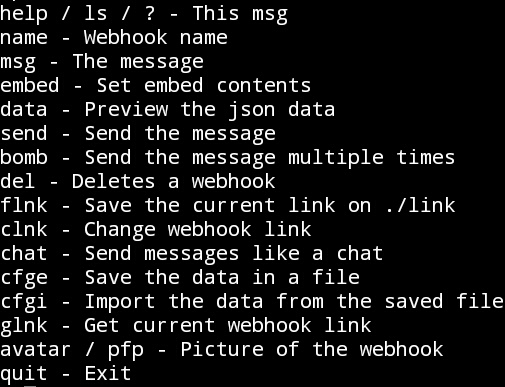 help / ls / ? - This msg
name - Webhook name
msg - The message
embed - Set embed contents
data - Preview the json data
send - Send the message
bomb - Send the message multiple times
del - Deletes a webhook
flnk - Save the current link on ./link
clnk - Change webhook link
chat - Send messages like a chat
cfge - Save the data in a file
cfgi - Import the data from the saved file
glnk - Get current webhook link
avatar / pfp - Picture of the webhook
quit - Exit